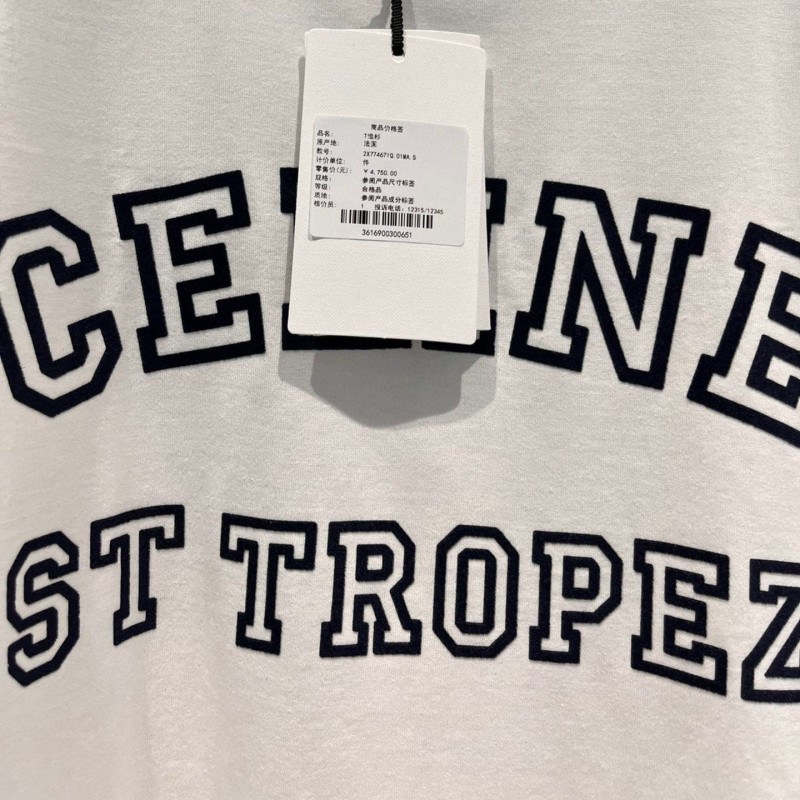 商品价格签
品名: T恤衫
原产地: 法国
款号: 2X774671Q.01MA.S
计价单位: 件
零售价(元): ￥4,750.00
规格: 参阅产品尺寸标签
等级: 合格品
质地: 参阅产品成分标签
核价员: 1 投诉电话: 12315/12345
3616900300651
CELINE
ST TROPEZ